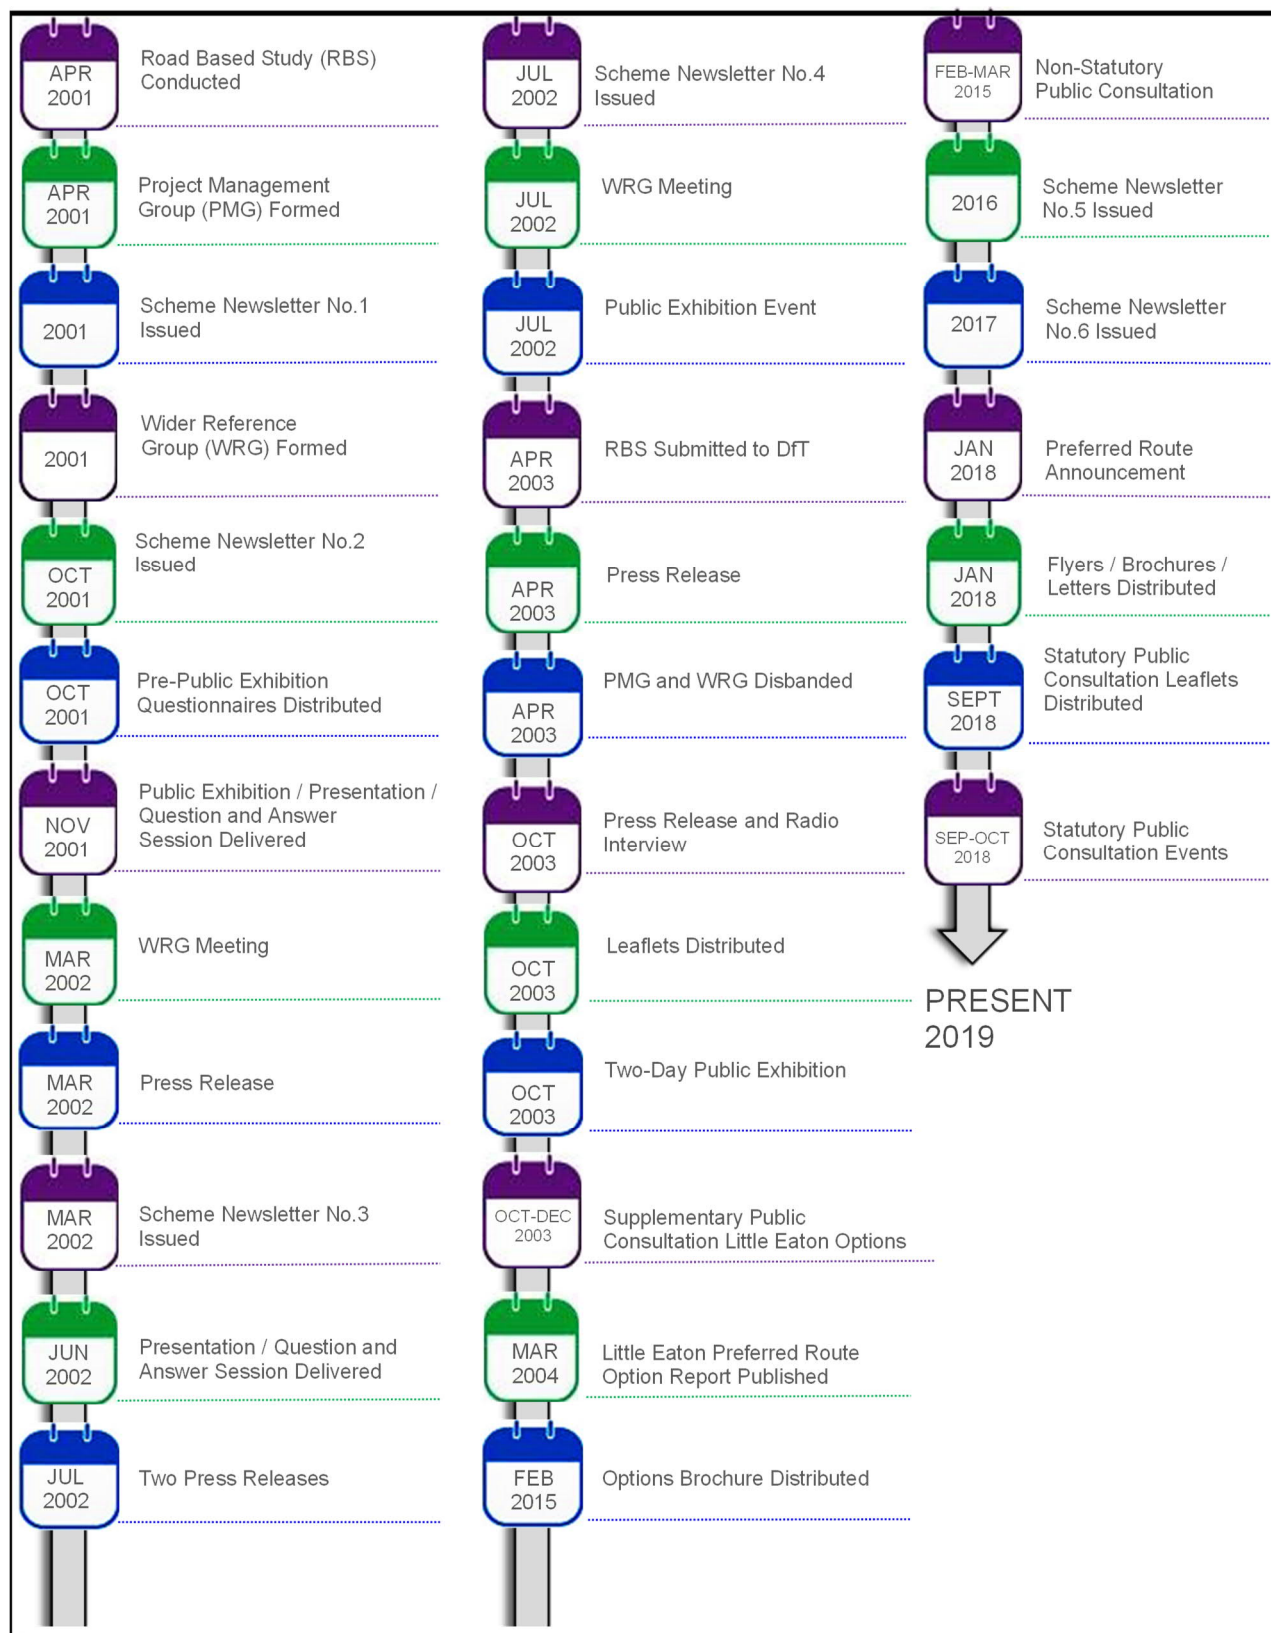 APR
2001
Road Based Study (RBS)
Conducted
APR
2001
Project Management
Group (PMG) Formed
2001
Scheme Newsletter No.1
Issued
2001
Wider Reference
Group (WRG) Formed
OCT
2001
Scheme Newsletter No.2
Issued
OCT
2001
Pre-Public Exhibition
Questionnaires Distributed
NOV
2001
Public Exhibition / Presentation /
Question and Answer
Session Delivered
MAR
2002
WRG Meeting
MAR
2002
Press Release
MAR
2002
Scheme Newsletter No.3
Issued
JUN
2002
Presentation / Question and
Answer Session Delivered
JUL
2002
Two Press Releases
JUL
2002
Scheme Newsletter No.4
Issued
JUL
2002
WRG Meeting
JUL
2002
Public Exhibition Event
APR
2003
RBS Submitted to DfT
APR
2003
Press Release
APR
2003
PMG and WRG Disbanded
OCT
2003
Press Release and Radio
Interview
OCT
2003
Leaflets Distributed
OCT
2003
Two-Day Public Exhibition
OCT-DEC
2003
Supplementary Public
Consultation Little Eaton Options
MAR
2004
Little Eaton Preferred Route
Option Report Published
FEB
2015
Options Brochure Distributed
FEB-MAR
2015
Non-Statutory
Public Consultation
2016
Scheme Newsletter
No.5 Issued
2017
Scheme Newsletter
No.6 Issued
JAN
2018
Preferred Route
Announcement
JAN
2018
Flyers / Brochures /
Letters Distributed
SEPT
2018
Statutory Public
Consultation Leaflets
Distributed
SEP-OCT
2018
Statutory Public
Consultation Events
PRESENT
2019